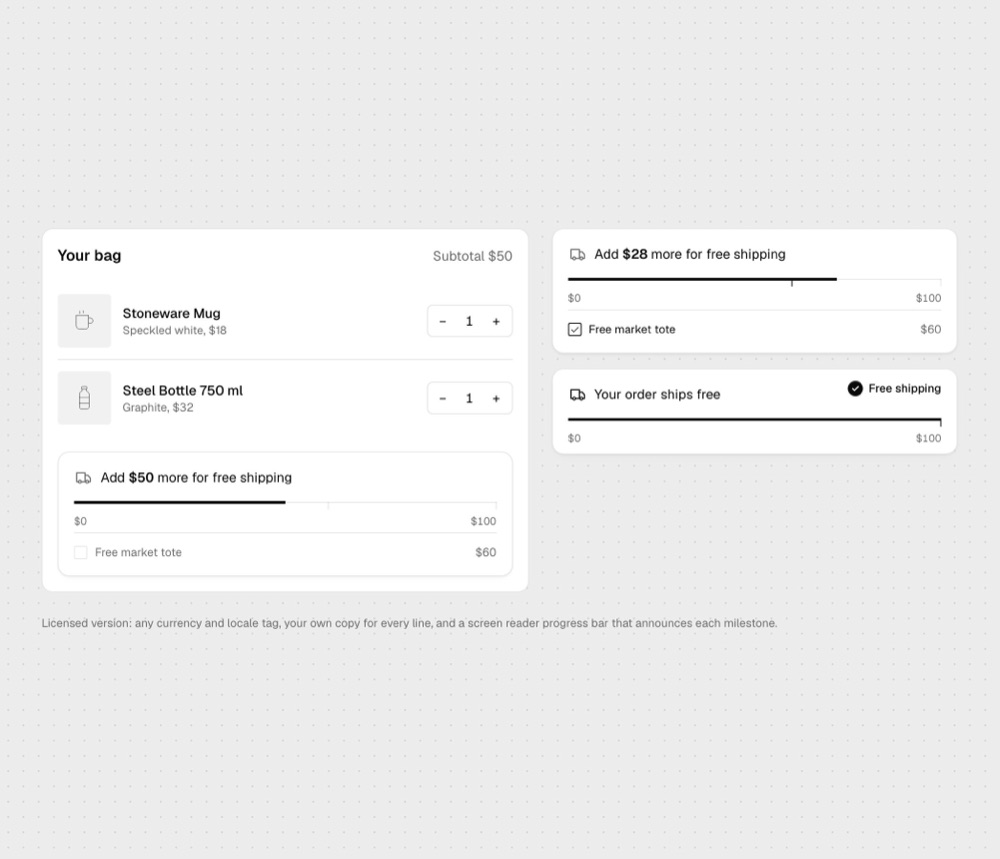 Your bag
Subtotal $50
Stoneware Mug
Speckled white, $18
− 1 +
Steel Bottle 750 ml
Graphite, $32
− 1 +
Add $50 more for free shipping
$0 $100
Free market tote $60
Add $28 more for free shipping
$0 $100
Free market tote $60
Your order ships free
Free shipping
$0 $100
Licensed version: any currency and locale tag, your own copy for every line, and a screen reader progress bar that announces each milestone.